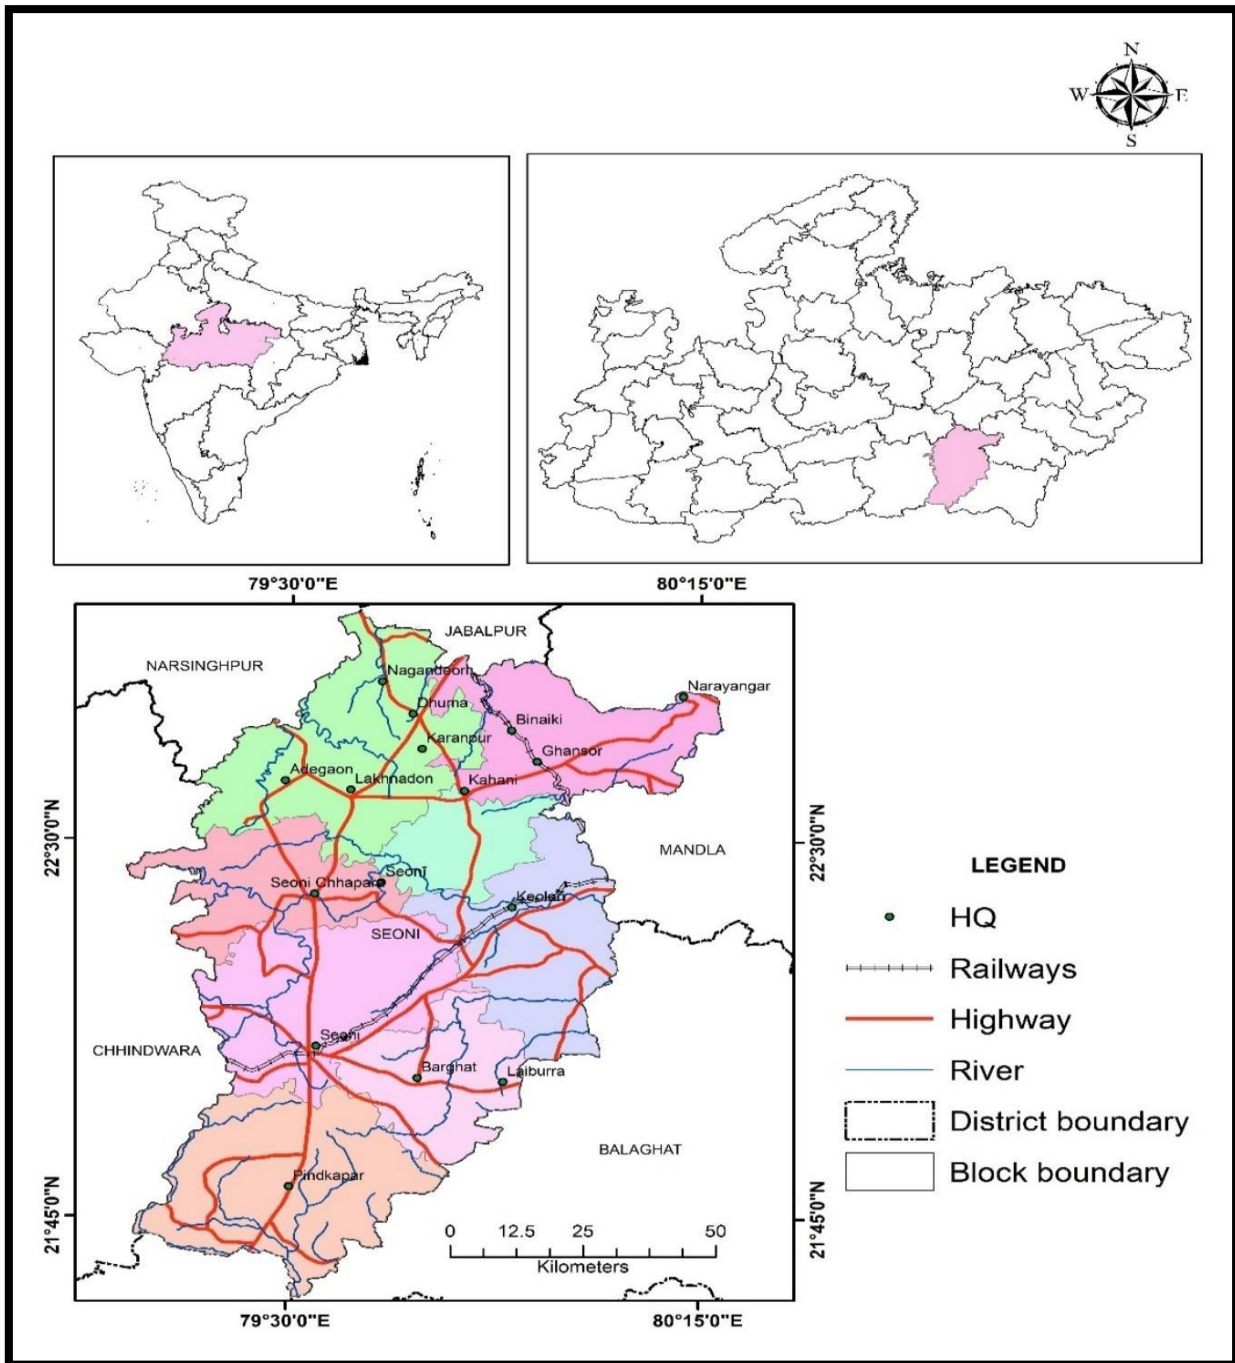 N
W E
S
79°30'0"E 80°15'0"E
JABALPUR
NARSINGHPUR
Nagandeorh
Narayangar
Dhuma
Binaiki
Karanpur
Ghansor
Adegaon
Lakhnadon
Kahani
22°30'0"N
22°30'0"N
MANDLA
LEGEND
Seoni
Seoni Chhapara
Keolari
HQ
SEONI
Railways
Highway
Seoni
CHHINDWARA
River
Barghat
Laiburra
District boundary
BALAGHAT
Block boundary
Pindkapar
21°45'0"N
21°45'0"N
0 12.5 25 50
Kilometers
79°30'0"E 80°15'0"E